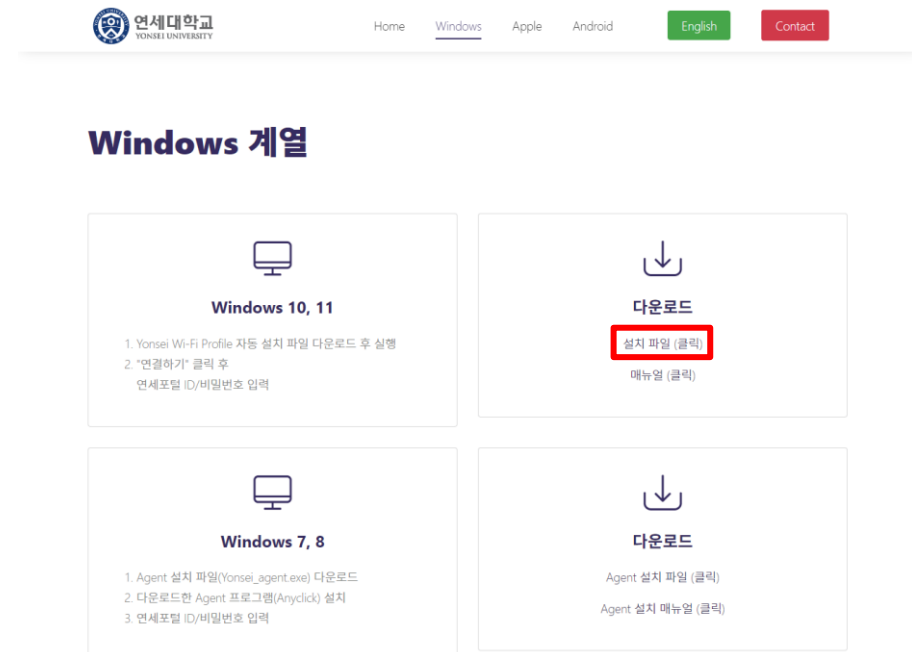 연세대학교
YONSEI UNIVERSITY
Home Windows Apple Android English Contact
Windows 계열
Windows 10, 11
1. Yonsei Wi-Fi Profile 자동 설치 파일 다운로드 후 실행
2. "연결하기" 클릭 후
연세포털 ID/비밀번호 입력
다운로드
설치 파일 (클릭)
매뉴얼 (클릭)
Windows 7, 8
1. Agent 설치 파일(Yonsei_agent.exe) 다운로드
2. 다운로드한 Agent 프로그램(Anyclick) 설치
3. 연세포털 ID/비밀번호 입력
다운로드
Agent 설치 파일 (클릭)
Agent 설치 매뉴얼 (클릭)